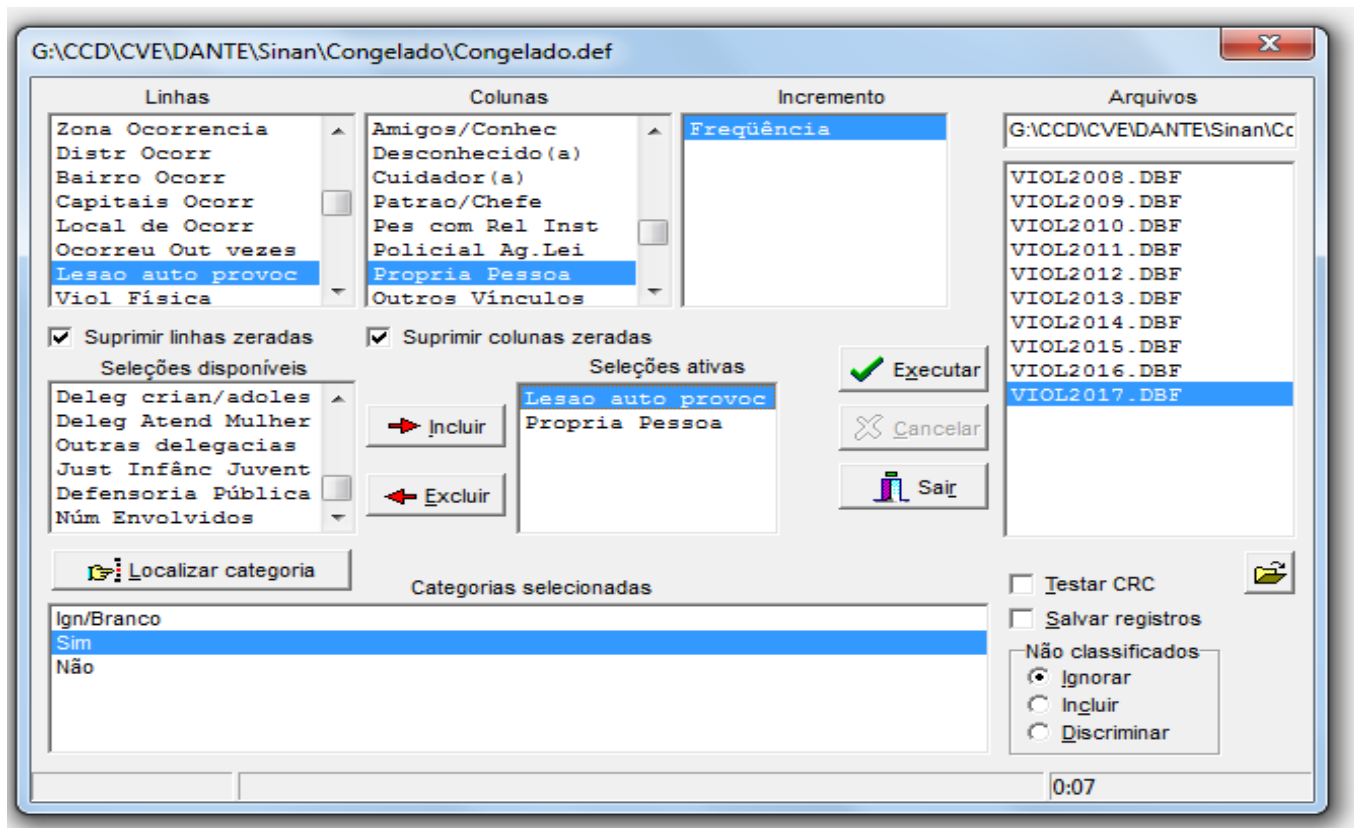 G:\CCD\CVE\DANTE\Sinan\Congelado\Congelado.def
Linhas
Zona Ocorrencia
Distr Ocorr
Bairro Ocorr
Capitais Ocorr
Local de Ocorr
Ocorreu Out vezes
Lesao auto provoc
Viol Física
Suprimir linhas zeradas
Colunas
Amigos/Conhec
Desconhecido(a)
Cuidador(a)
Patrao/Chefe
Pes com Rel Inst
Policial Ag.Lei
Propria Pessoa
Outros Vínculos
Suprimir colunas zeradas
Incremento
Freqüência
Arquivos
G:\CCD\CVE\DANTE\Sinan\Cc
VIOL2008.DBF
VIOL2009.DBF
VIOL2010.DBF
VIOL2011.DBF
VIOL2012.DBF
VIOL2013.DBF
VIOL2014.DBF
VIOL2015.DBF
VIOL2016.DBF
VIOL2017.DBF
Seleções disponíveis
Deleg crian/adoles
Deleg Atend Mulher
Outras delegacias
Just Infânc Juvent
Defensoria Pública
Núm Envolvidos
Incluir
Excluir
Seleções ativas
Lesao auto provoc
Propria Pessoa
Executar
Cancelar
Sair
Localizar categoria
Categorias selecionadas
Ign/Branco
Sim
Não
Testar CRC
Salvar registros
Não classificados
Ignorar
Incluir
Discriminar
0:07